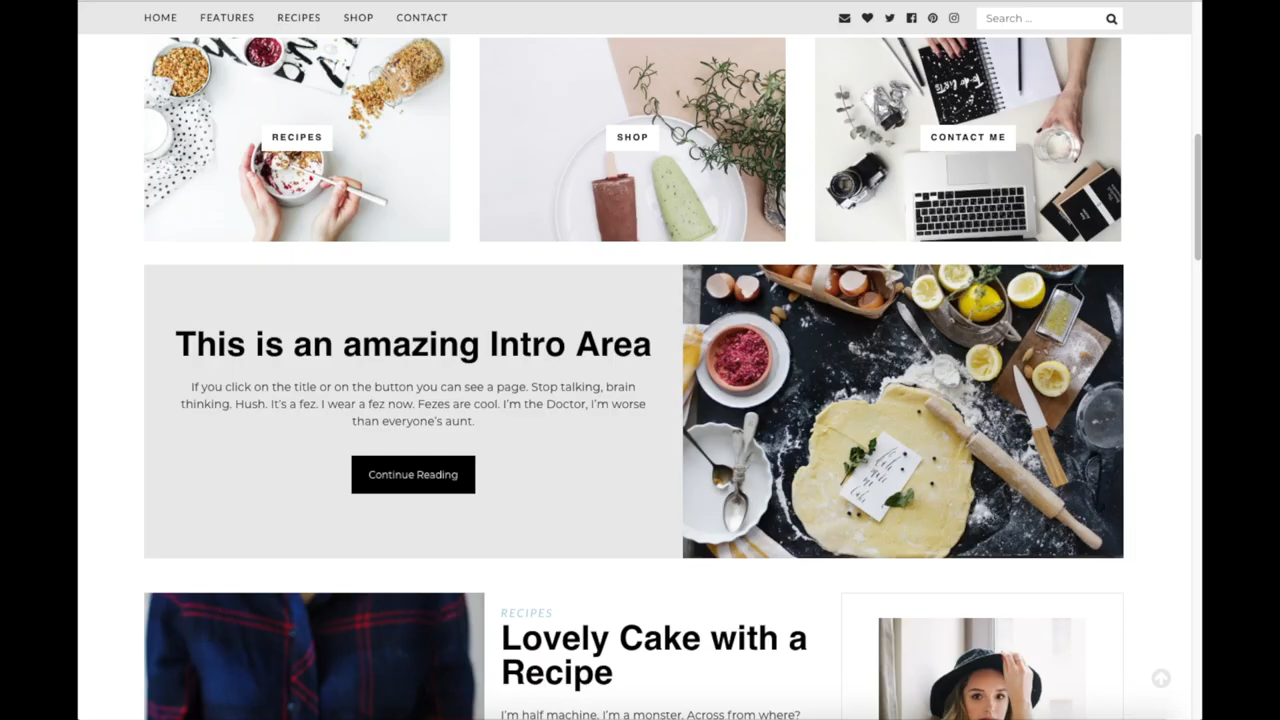 HOME FEATURES RECIPES SHOP CONTACT Search ...
RECIPES
SHOP
CONTACT ME
This is an amazing Intro Area
If you click on the title or on the button you can see a page. Stop talking, brain
thinking. Hush. It's a fez. I wear a fez now. Fezes are cool. I'm the Doctor, I'm worse
than everyone's aunt.
Continue Reading
RECIPES
Lovely Cake with a
Recipe
I'm half machine. I'm a monster. Across from where?